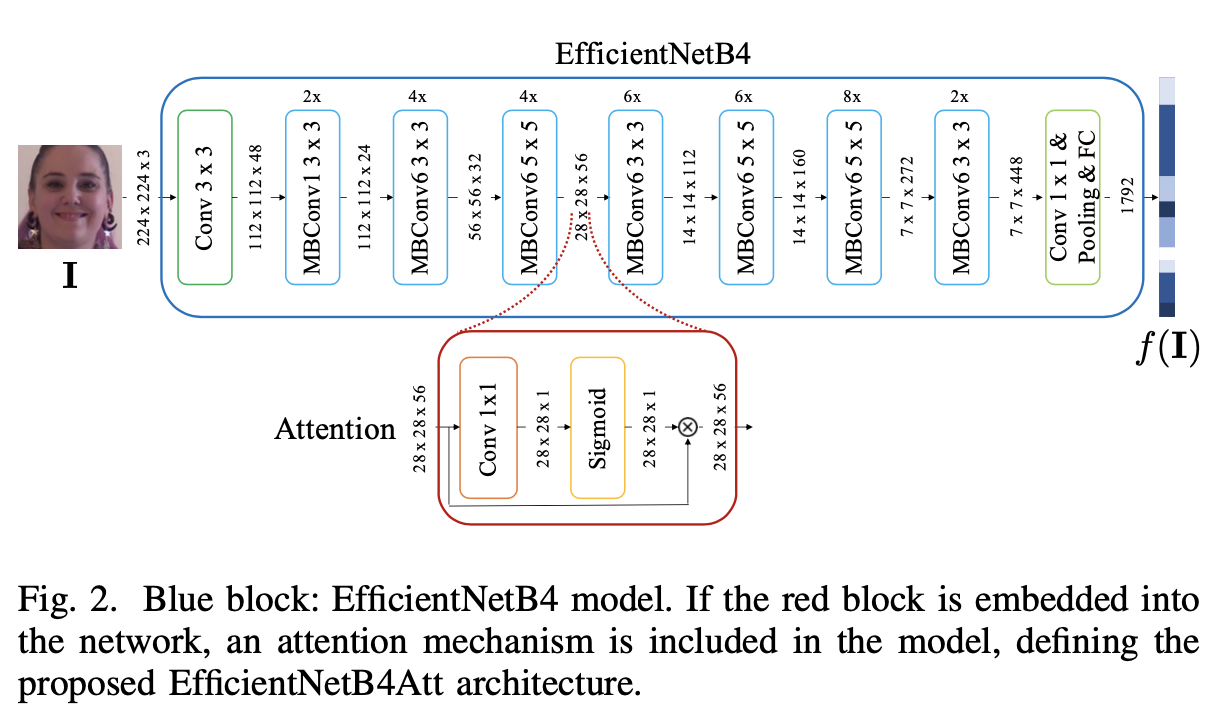 EfficientNetB4
2x
4x
4x
6x
6x
8x
2x
224 x 224 x 3
Conv 3 x 3
112 x 112 x 48
MBConv1 3 x 3
112 x 112 x 24
MBConv6 3 x 3
56 x 56 x 32
MBConv6 5 x 5
28 x 28 x 56
MBConv6 3 x 3
14 x 14 x 112
MBConv6 5 x 5
14 x 14 x 160
MBConv6 5 x 5
7 x 7 x 272
MBConv6 3 x 3
7 x 7 x 448
Conv 1 x 1 &
Pooling & FC
1792
I
f(I)
Attention
28 x 28 x 56
Conv 1x1
28 x 28 x 1
Sigmoid
28 x 28 x 1
⊗
28 x 28 x 56
Fig. 2. Blue block: EfficientNetB4 model. If the red block is embedded into
the network, an attention mechanism is included in the model, defining the
proposed EfficientNetB4Att architecture.